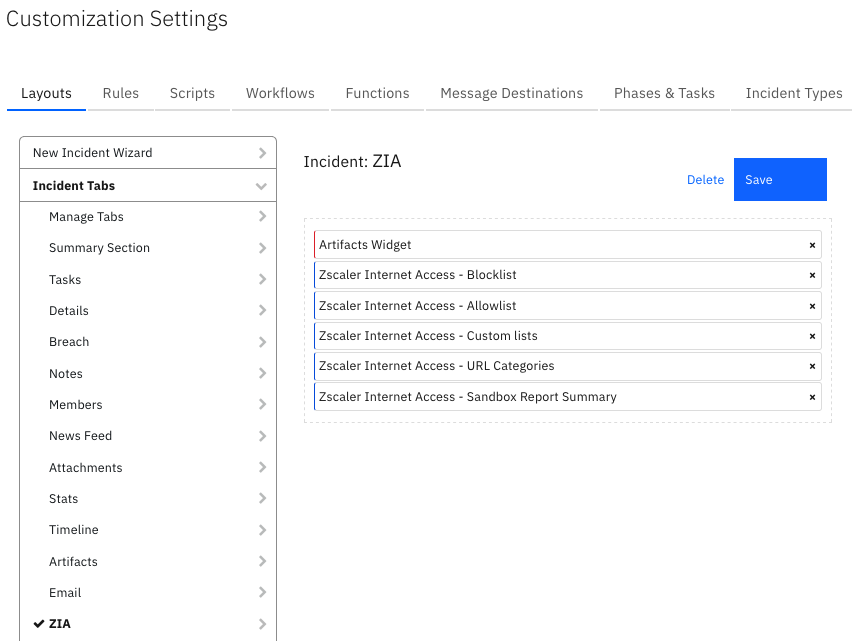 Customization Settings
Layouts Rules Scripts Workflows Functions Message Destinations Phases & Tasks Incident Types
New Incident Wizard
Incident Tabs
Manage Tabs
Summary Section
Tasks
Details
Breach
Notes
Members
News Feed
Attachments
Stats
Timeline
Artifacts
Email
ZIA
Incident: ZIA
Delete Save
Artifacts Widget ×
Zscaler Internet Access - Blocklist ×
Zscaler Internet Access - Allowlist ×
Zscaler Internet Access - Custom lists ×
Zscaler Internet Access - URL Categories ×
Zscaler Internet Access - Sandbox Report Summary ×